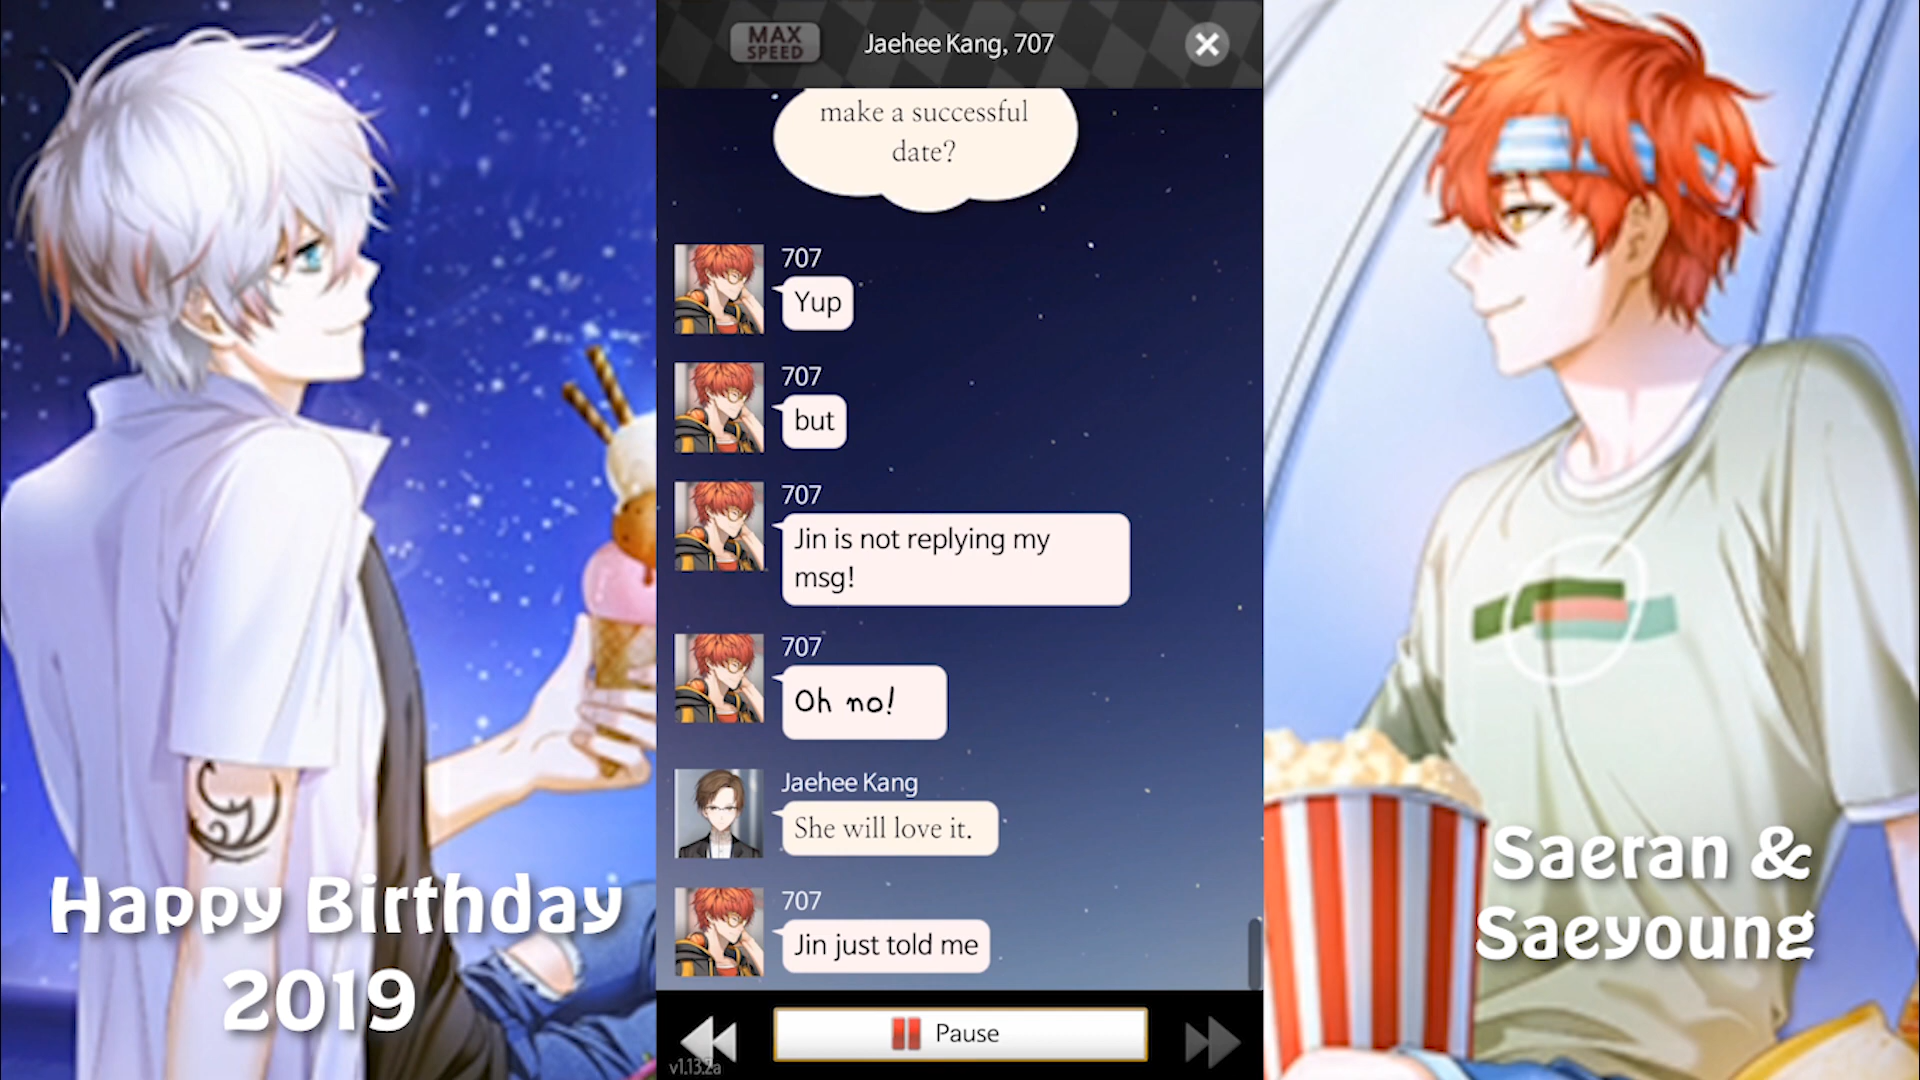 MAX
SPEED
Jaehee Kang, 707
make a successful
date?
707
Yup
707
but
707
Jin is not replying my
msg!
707
Oh no!
Jaehee Kang
She will love it.
707
Jin just told me
Pause
v1.13.2a
Happy Birthday
2019
Saeran &
Saeyoung